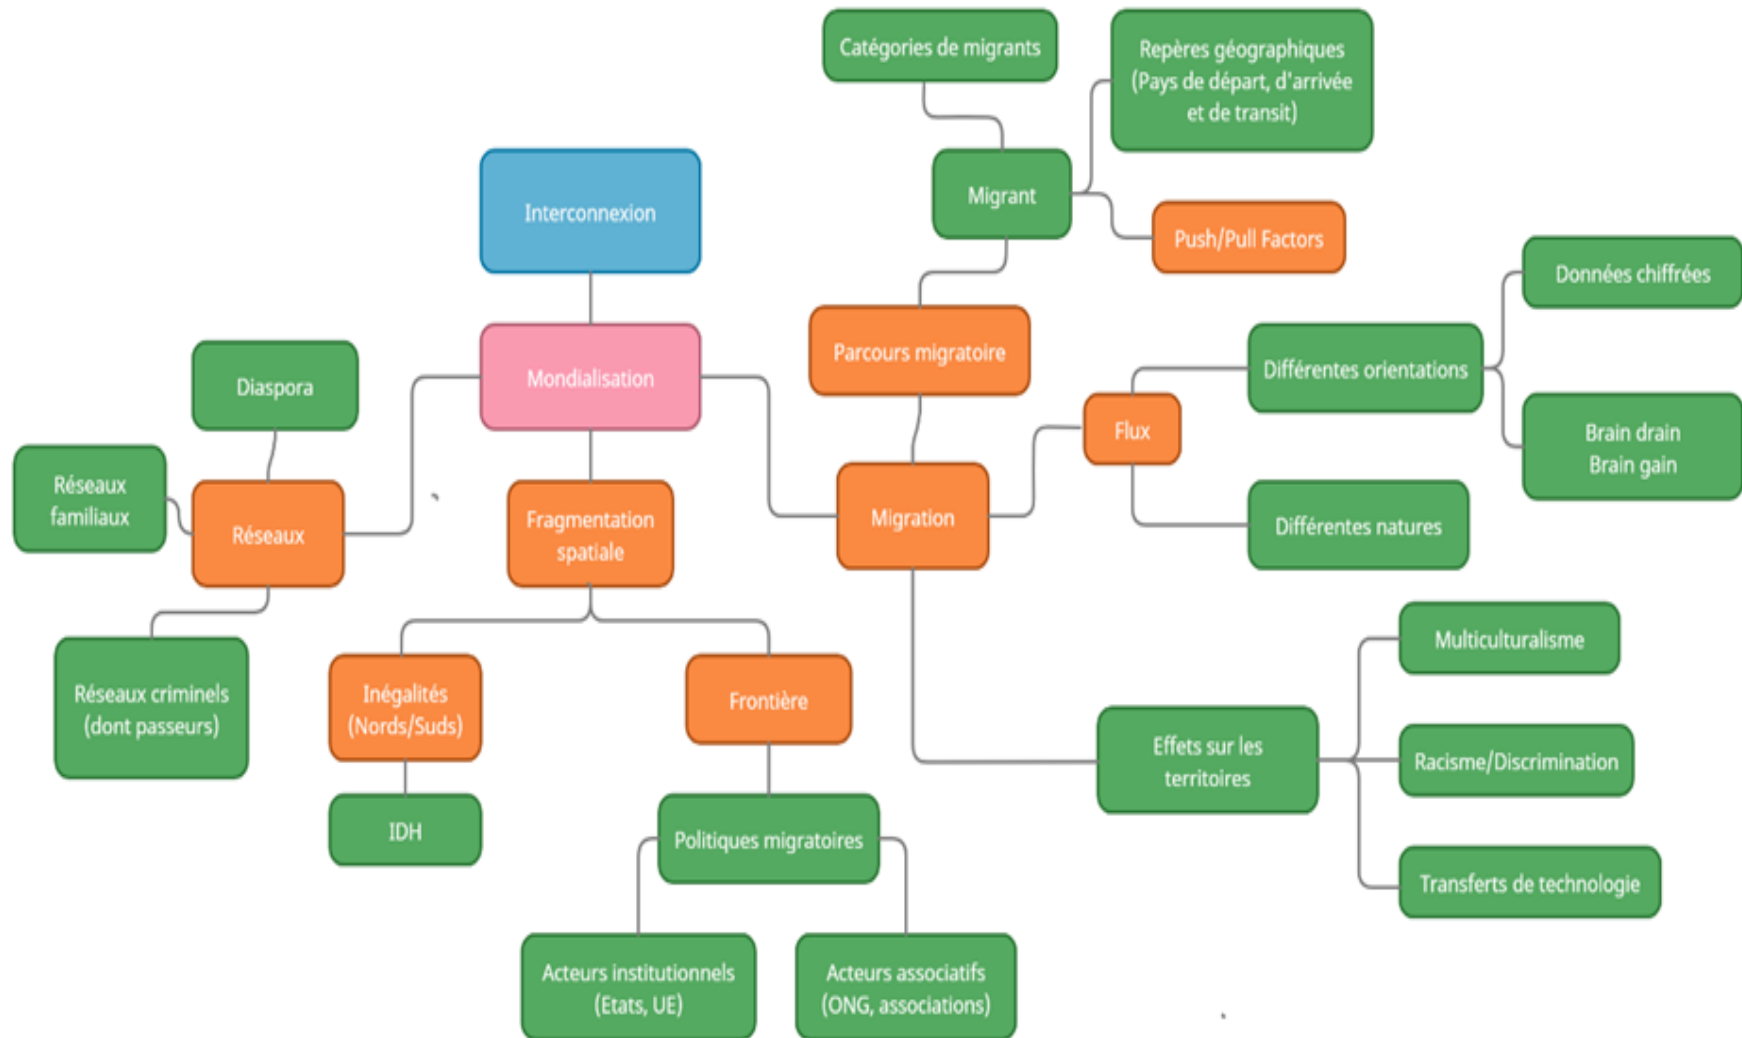 Catégories de migrants
Repères géographiques
(Pays de départ, d'arrivée
et de transit)
Interconnexion
Migrant
Push/Pull Factors
Données chiffrées
Mondialisation
Parcours migratoire
Différentes orientations
Diaspora
Flux
Brain drain
Brain gain
Réseaux
familiaux
Réseaux
Fragmentation
spatiale
Migration
Différentes natures
Multiculturalisme
Réseaux criminels
(dont passeurs)
Inégalités
(Nords/Suds)
Frontière
Effets sur les
territoires
Racisme/Discrimination
IDH
Politiques migratoires
Transferts de technologie
Acteurs institutionnels
(Etats, UE)
Acteurs associatifs
(ONG, associations)